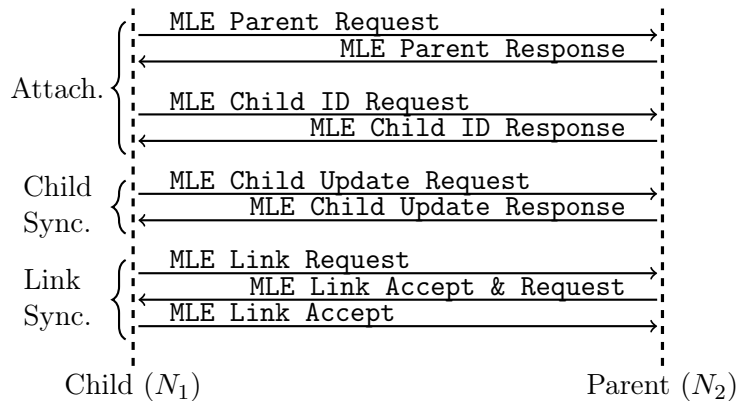 MLE Parent Request
MLE Parent Response
Attach.
MLE Child ID Request
MLE Child ID Response
Child
Sync.
MLE Child Update Request
MLE Child Update Response
Link
Sync.
MLE Link Request
MLE Link Accept & Request
MLE Link Accept
Child (N₁)
Parent (N₂)